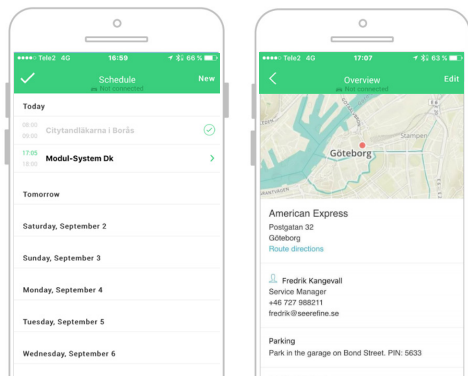 Tele2 4G 16:59 66 %
Schedule New
Not connected
Today
08:00
09:00
Citytandläkarna i Borås
17:05
18:00
Modul-System Dk
Tomorrow
Saturday, September 2
Sunday, September 3
Monday, September 4
Tuesday, September 5
Wednesday, September 6
Tele2 4G 17:07 63 %
Overview Edit
Not connected
Stampen
Göteborg
American Express
Postgatan 32
Göteborg
Route directions
Fredrik Kangevall
Service Manager
+46 727 988211
fredrik@seerefine.se
Parking
Park in the garage on Bond Street. PIN: 5633